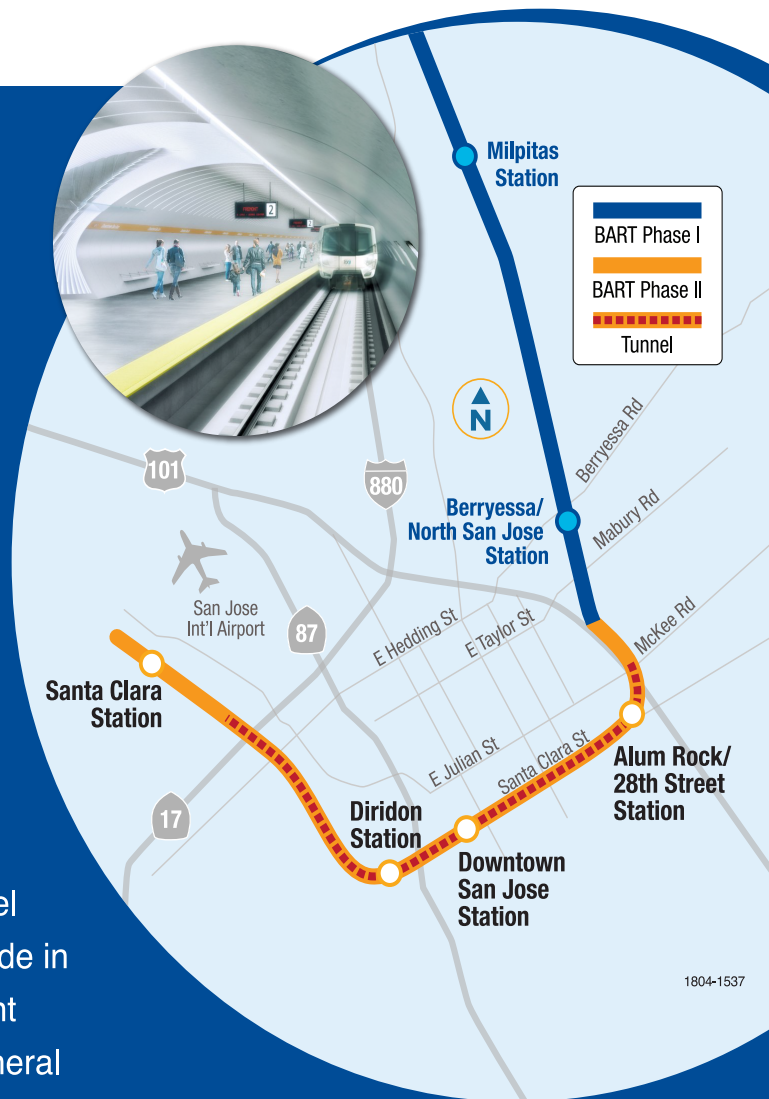 Milpitas
Station
BART Phase I
BART Phase II
Tunnel
2
2
N
101
880
Berryessa Rd
Berryessa/
North San Jose
Station
Mabury Rd
San Jose
Int'l Airport
87
E Hedding St
E Taylor St
McKee Rd
Santa Clara
Station
E Julian St
Santa Clara St
Alum Rock/
28th Street
Station
17
Diridon
Station
Downtown
San Jose
Station
el
de in
nt
neral
1804-1537